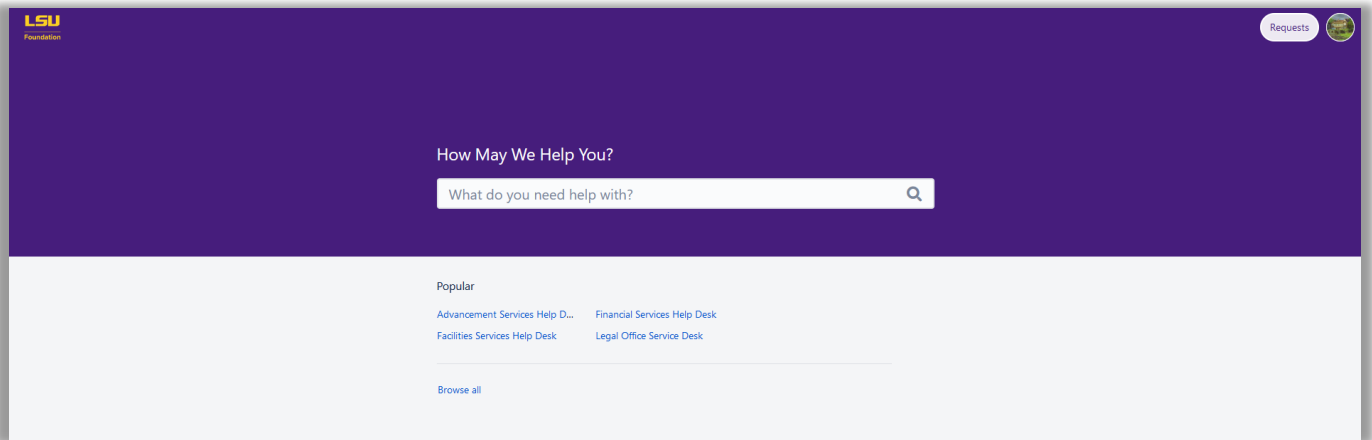 LSU
Foundation
Requests
How May We Help You?
What do you need help with?
Popular
Advancement Services Help D... Financial Services Help Desk
Facilities Services Help Desk Legal Office Service Desk
Browse all